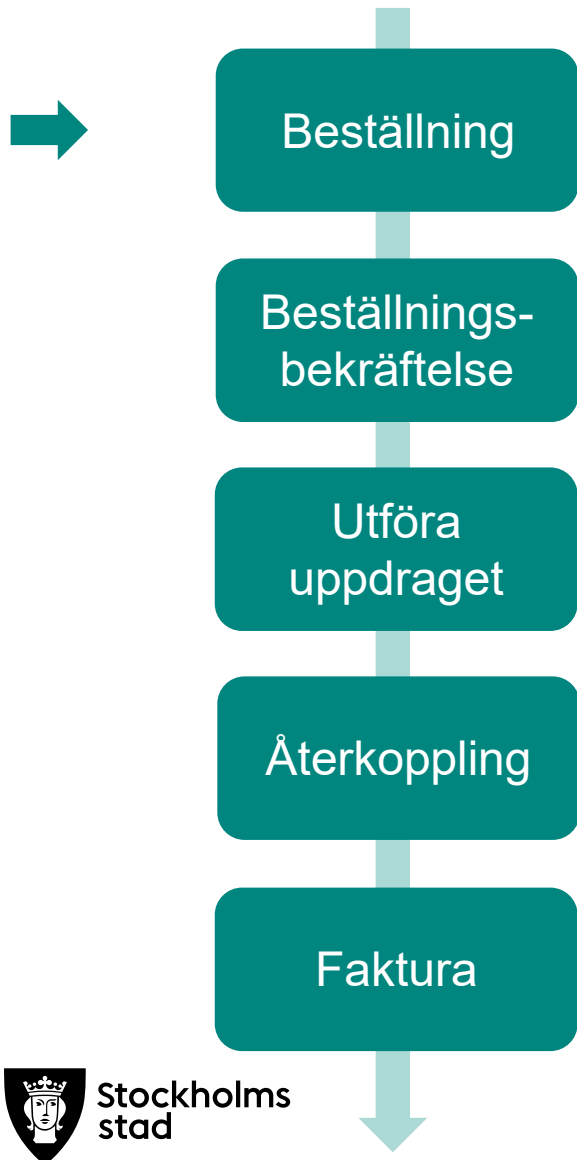 Beställning
Beställnings-
bekräftelse
Utföra
uppdraget
Återkoppling
Faktura
Stockholms
stad